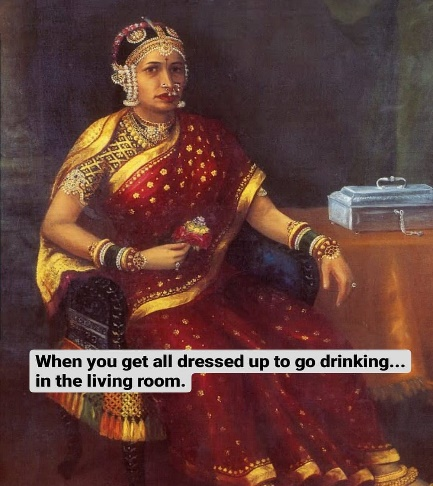 When you get all dressed up to go drinking...
in the living room.